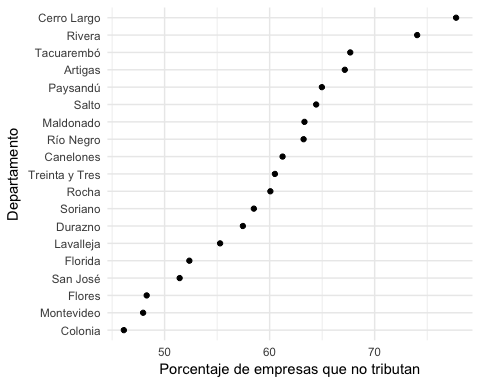 Departamento
Cerro Largo
Rivera
Tacuarembó
Artigas
Paysandú
Salto
Maldonado
Río Negro
Canelones
Treinta y Tres
Rocha
Soriano
Durazno
Lavalleja
Florida
San José
Flores
Montevideo
Colonia
50 60 70
Porcentaje de empresas que no tributan